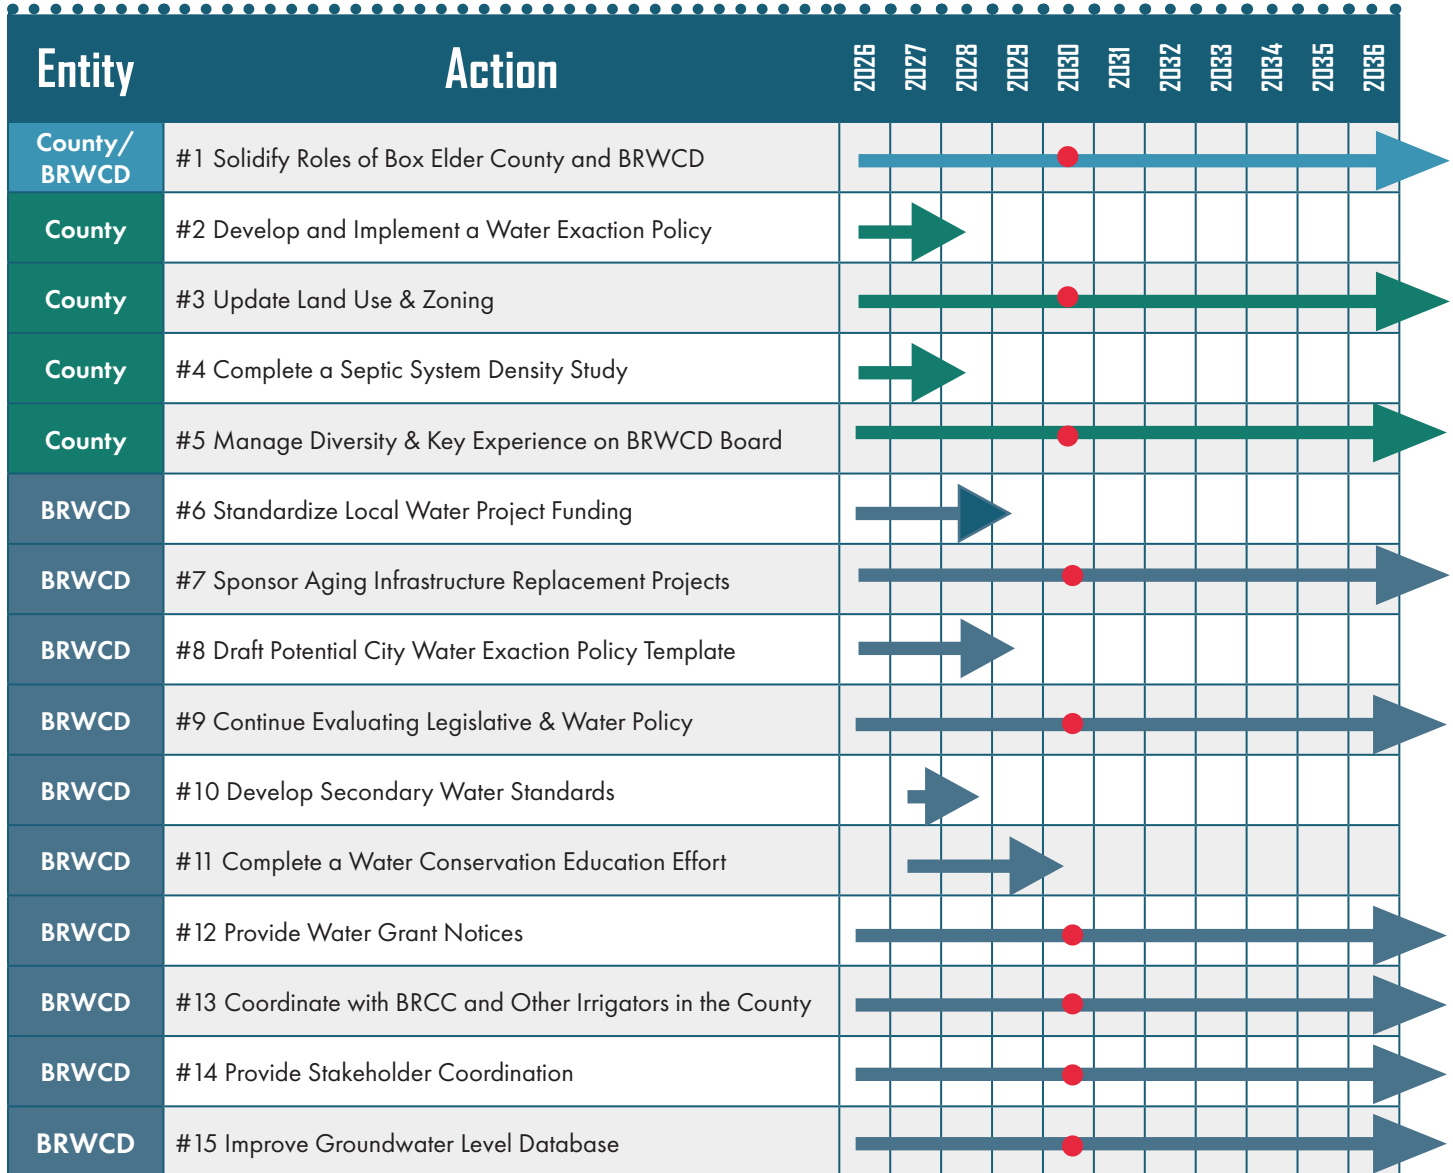 Entity Action 2026 2027 2028 2029 2030 2031 2032 2033 2034 2035 2036
County/
BRWCD
#1 Solidify Roles of Box Elder County and BRWCD
County #2 Develop and Implement a Water Exaction Policy
County #3 Update Land Use & Zoning
County #4 Complete a Septic System Density Study
County #5 Manage Diversity & Key Experience on BRWCD Board
BRWCD #6 Standardize Local Water Project Funding
BRWCD #7 Sponsor Aging Infrastructure Replacement Projects
BRWCD #8 Draft Potential City Water Exaction Policy Template
BRWCD #9 Continue Evaluating Legislative & Water Policy
BRWCD #10 Develop Secondary Water Standards
BRWCD #11 Complete a Water Conservation Education Effort
BRWCD #12 Provide Water Grant Notices
BRWCD #13 Coordinate with BRCC and Other Irrigators in the County
BRWCD #14 Provide Stakeholder Coordination
BRWCD #15 Improve Groundwater Level Database